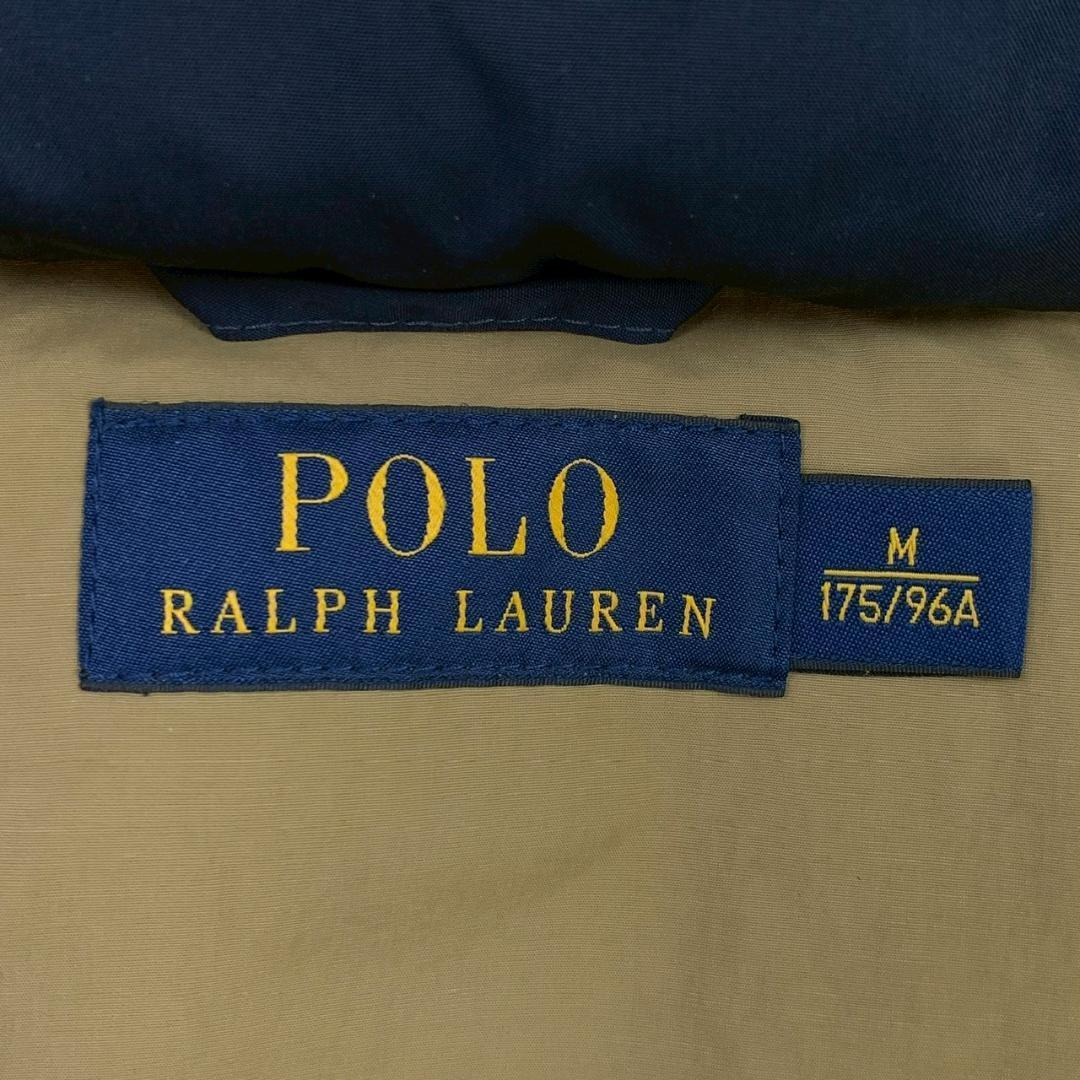 POLO
RALPH LAUREN
M
175/96A